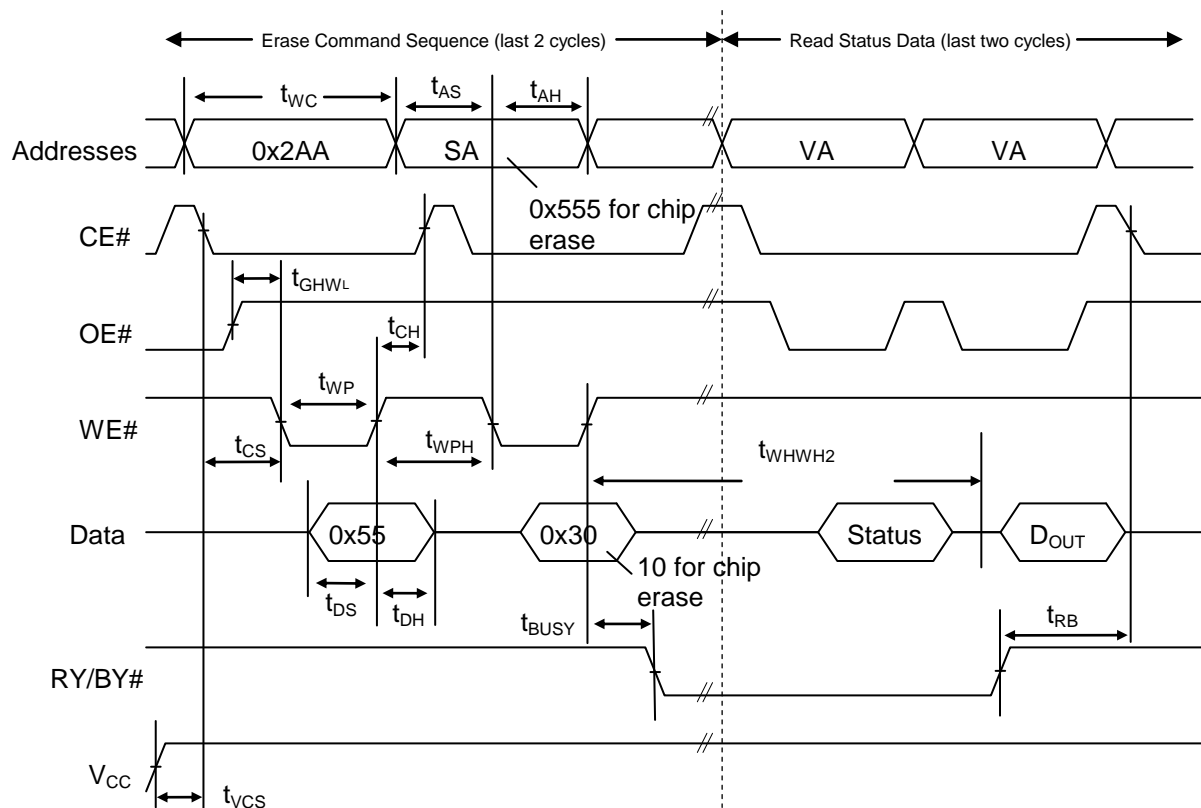 Erase Command Sequence (last 2 cycles)
Read Status Data (last two cycles)
tWC
tAS
tAH
Addresses
0x2AA
SA
VA
VA
0x555 for chip
erase
CE#
tGHWL
OE#
tCH
tWP
WE#
tCS
tWPH
tWHWH2
Data
0x55
0x30
Status
DOUT
10 for chip
erase
tDS
tDH
tBUSY
tRB
RY/BY#
VCC
tVCS